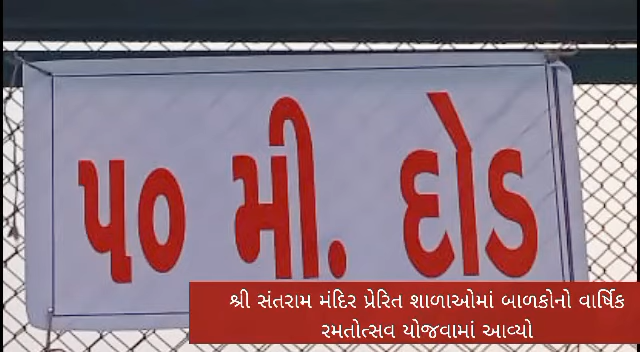 ૫૦ મી. દોડ
શ્રી સંતરામ મંદિર પ્રેરિત શાળાઓમાં બાળકોનો વાર્ષિક
રમતોત્સવ યોજવામાં આવ્યો